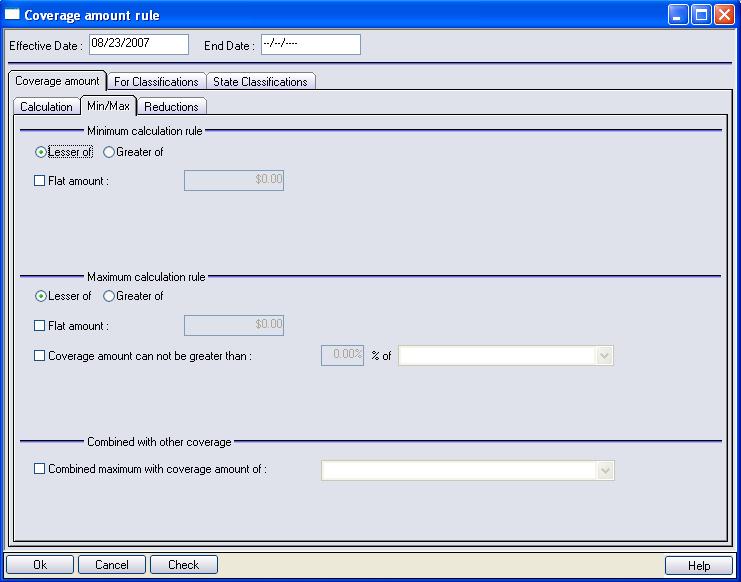 Coverage amount rule
Effective Date : 08/23/2007 End Date : --/--/----
Coverage amount For Classifications State Classifications
Calculation Min/Max Reductions
Minimum calculation rule
Lesser of Greater of
Flat amount : $0.00
Maximum calculation rule
Lesser of Greater of
Flat amount : $0.00
Coverage amount can not be greater than : 0.00% % of
Combined with other coverage
Combined maximum with coverage amount of :
Ok Cancel Check Help